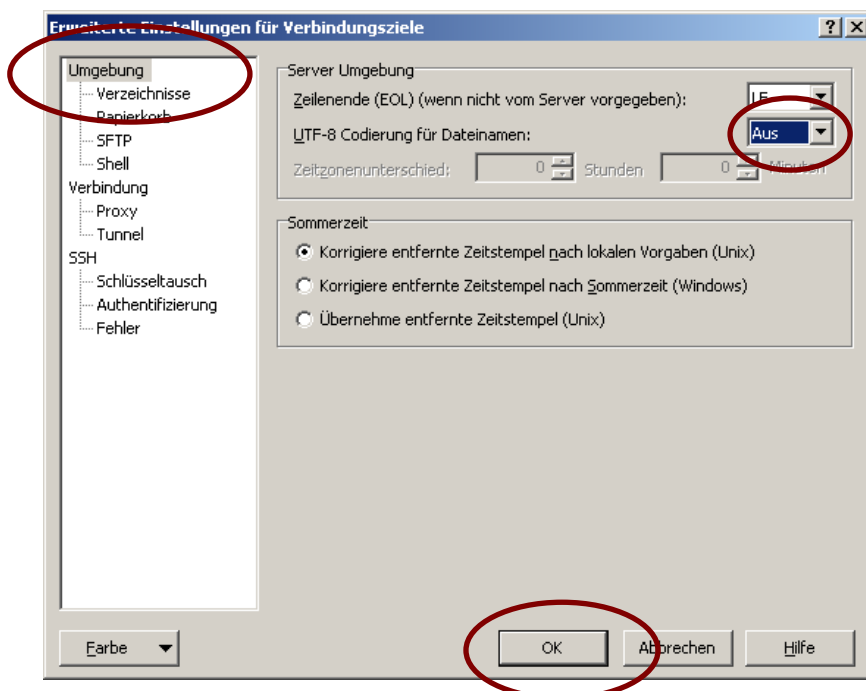 Erweiterte Einstellungen für Verbindungsziele
Umgebung
Verzeichnisse
Papierkorb
SFTP
Shell
Verbindung
Proxy
Tunnel
SSH
Schlüsseltausch
Authentifizierung
Fehler
Server Umgebung
Zeilenende (EOL) (wenn nicht vom Server vorgegeben): LF
UTF-8 Codierung für Dateinamen: Aus
Zeitzonenunterschied: 0 Stunden 0 Minuten
Sommerzeit
Korrigiere entfernte Zeitstempel nach lokalen Vorgaben (Unix)
Korrigiere entfernte Zeitstempel nach Sommerzeit (Windows)
Übernehme entfernte Zeitstempel (Unix)
Farbe OK Abbrechen Hilfe